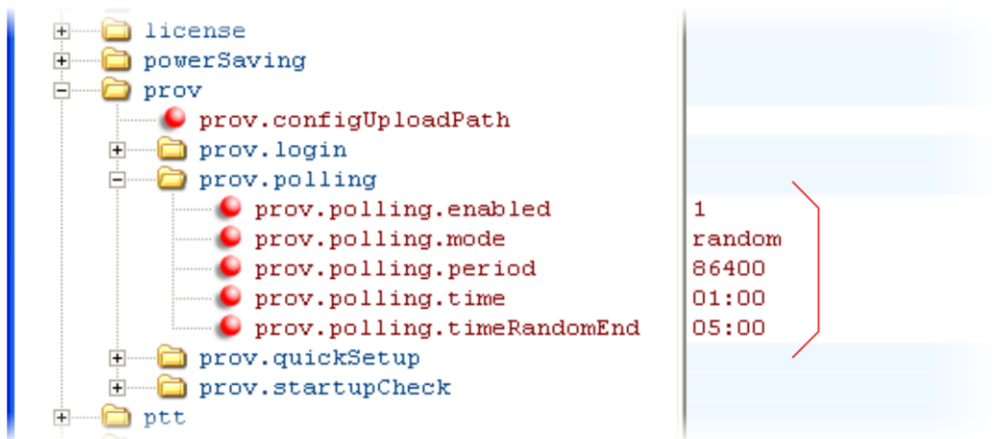 license
powerSaving
prov
prov.configUploadPath
prov.login
prov.polling
prov.polling.enabled 1
prov.polling.mode random
prov.polling.period 86400
prov.polling.time 01:00
prov.polling.timeRandomEnd 05:00
prov.quickSetup
prov.startupCheck
ptt